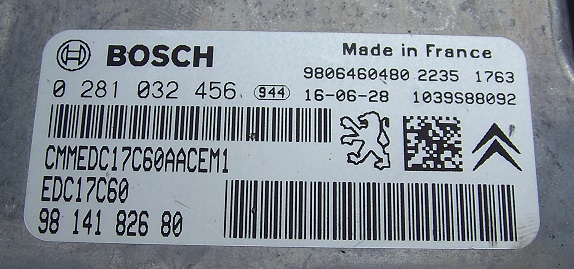 BOSCH
Made in France
9806460480 2235 1763
0 281 032 456 944 16-06-28 1039S88092
CMMEDC17C60AACEM1
EDC17C60
98 141 826 80